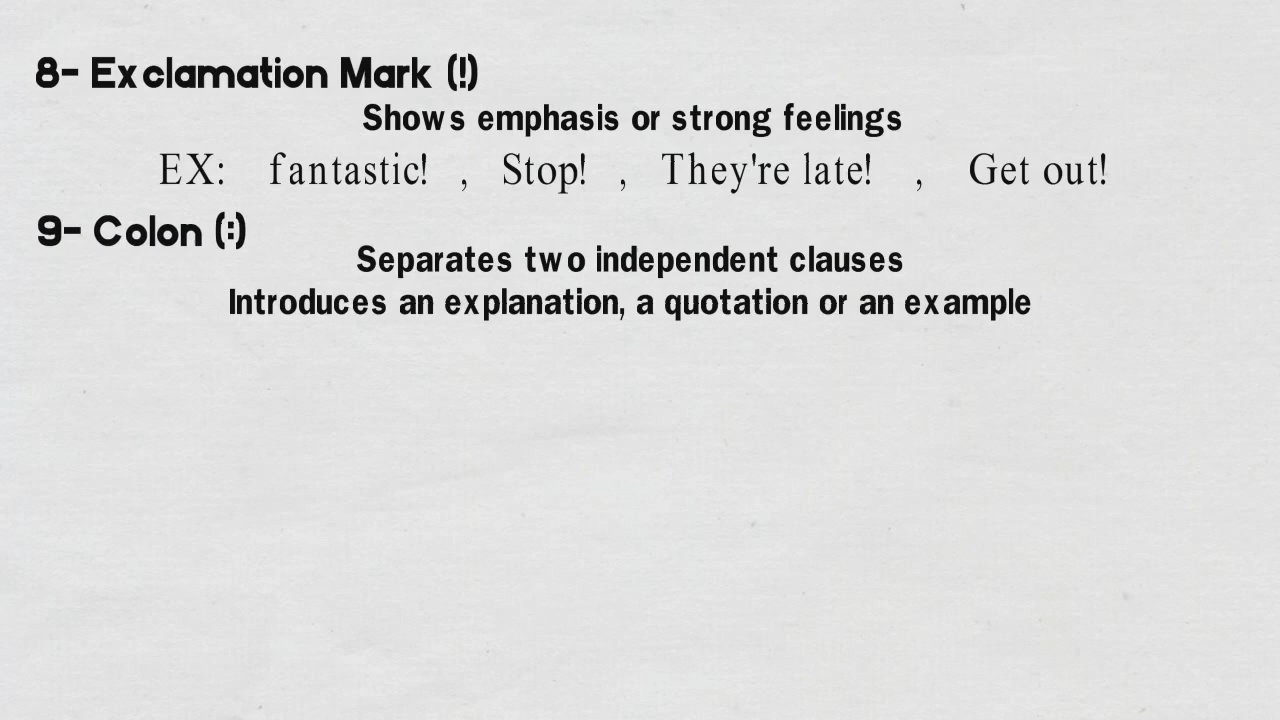 8- Exclamation Mark (!)
Shows emphasis or strong feelings
EX: fantastic! , Stop! , They're late! , Get out!
9- Colon (:)
Separates two independent clauses
Introduces an explanation, a quotation or an example